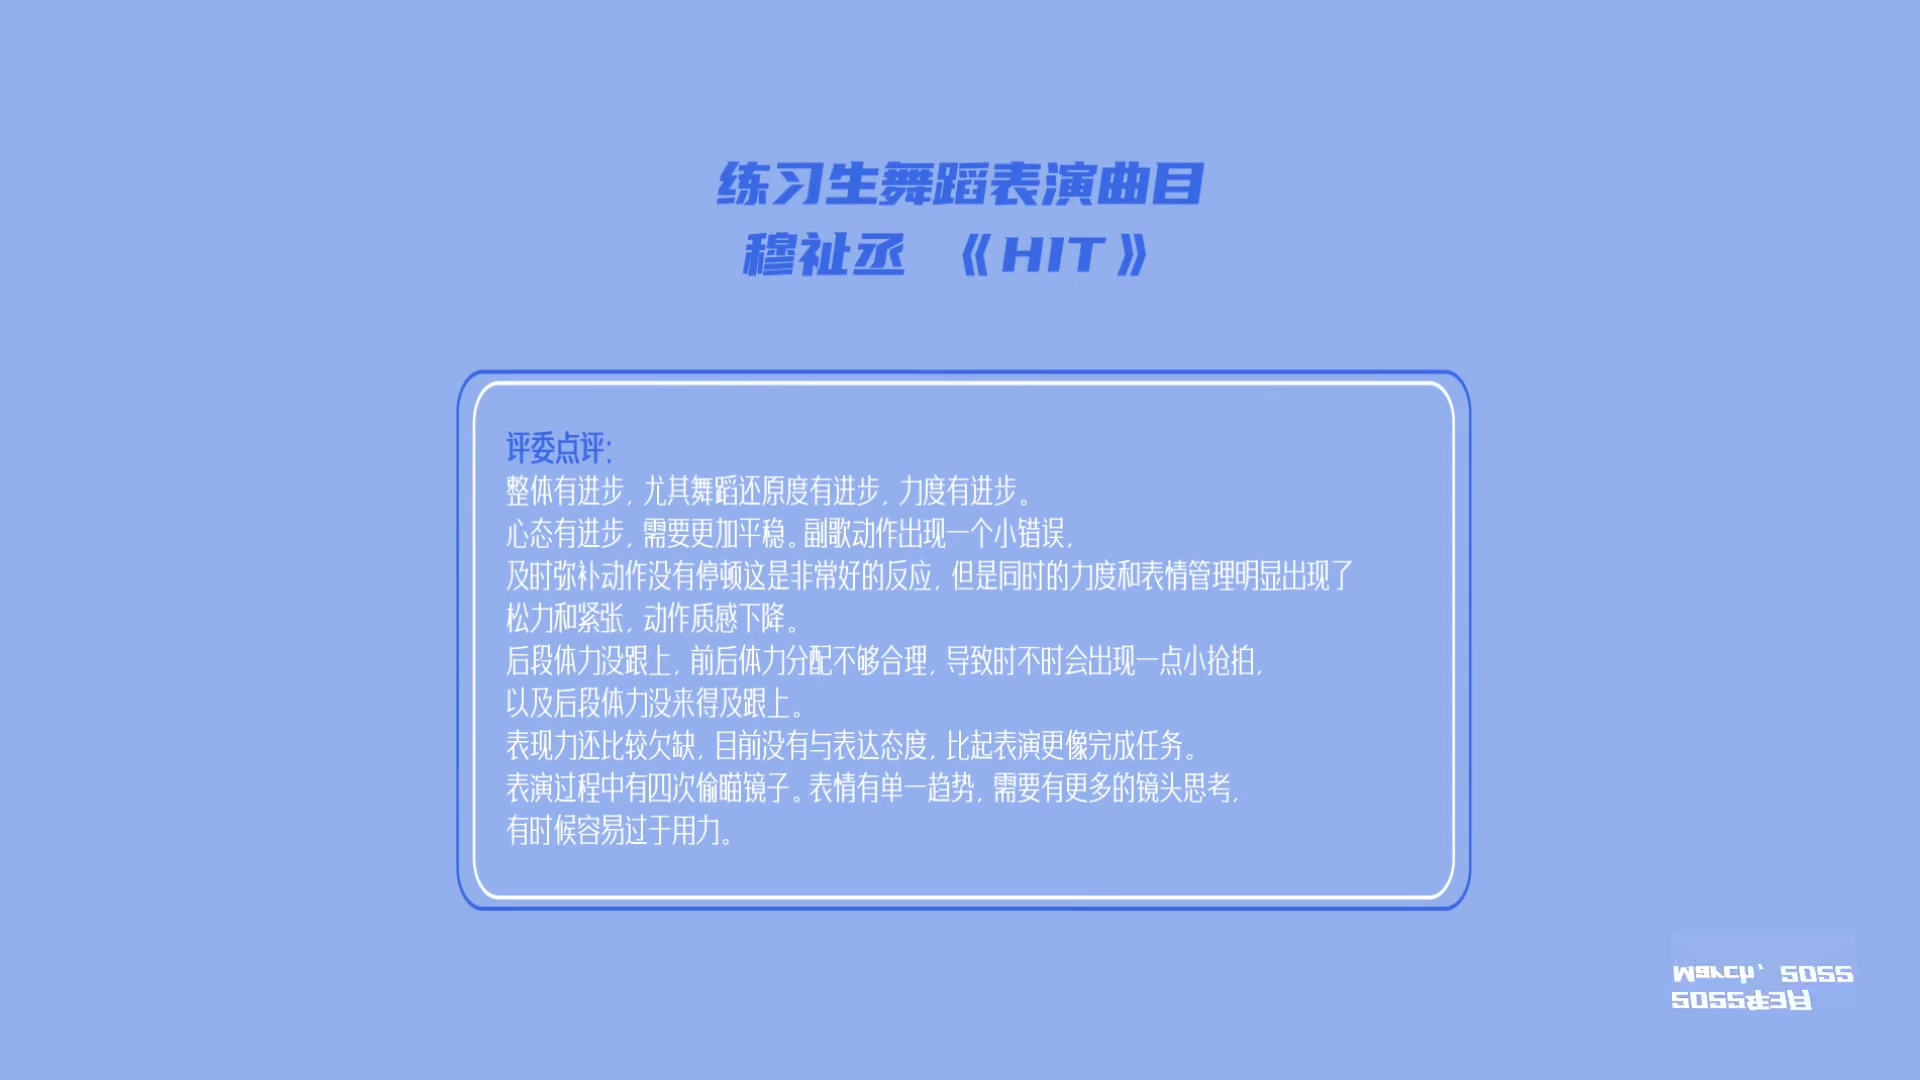 练习生舞蹈表演曲目
穆祉丞 《HIT》
评委点评:
整体有进步, 尤其舞蹈还原度有进步, 力度有进步。
心态有进步, 需要更加平稳。副歌动作出现一个小错误,
及时弥补动作没有停顿这是非常好的反应, 但是同时的力度和表情管理明显出现了
松力和紧张, 动作质感下降。
后段体力没跟上, 前后体力分配不够合理, 导致时不时会出现一点小抢拍,
以及后段体力没来得及跟上。
表现力还比较欠缺, 目前没有与表达态度, 比起表演更像完成任务。
表演过程中有四次偷瞄镜子。表情有单一趋势, 需要有更多的镜头思考,
有时候容易过于用力。
March, 2022
2022年3月